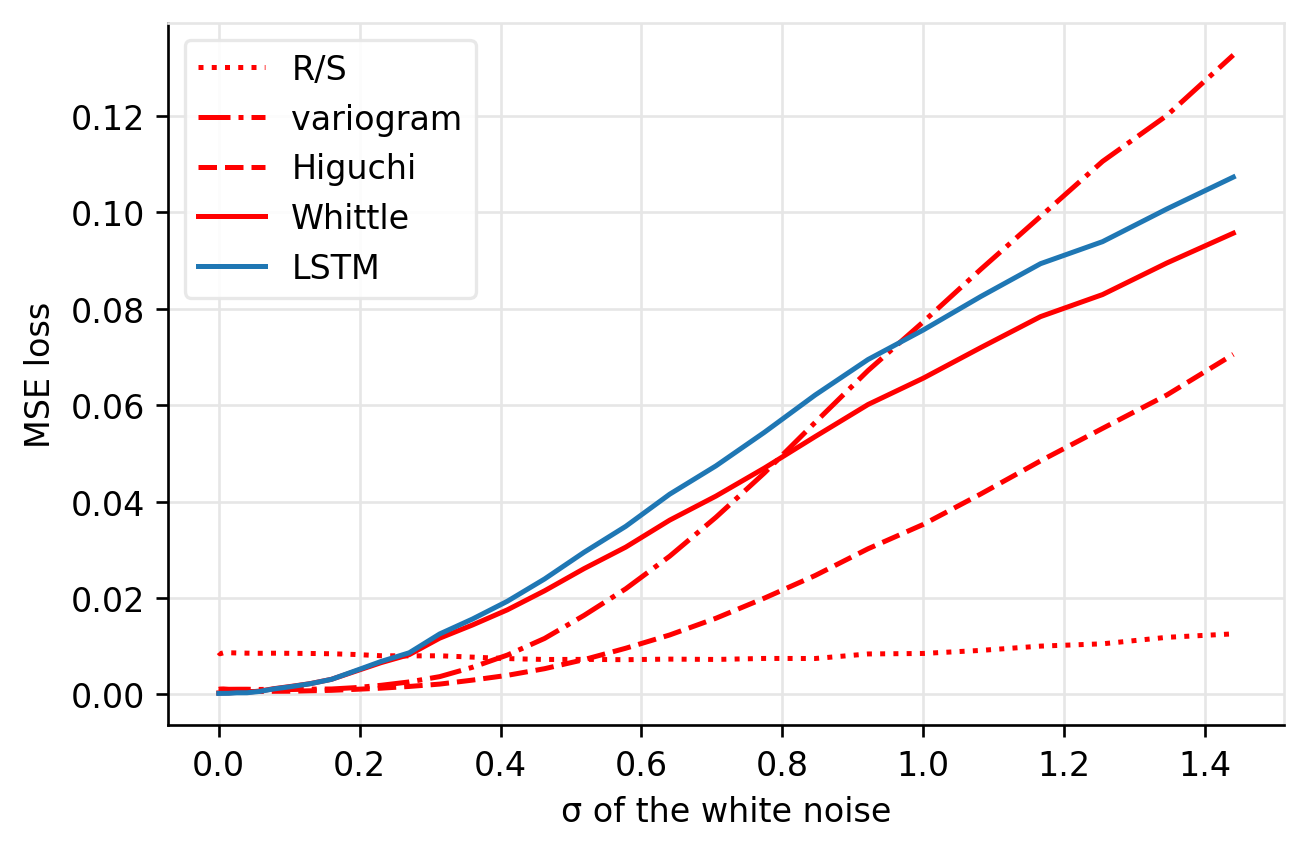 R/S
variogram
Higuchi
Whittle
LSTM
MSE loss
0.12
0.10
0.08
0.06
0.04
0.02
0.00
0.0 0.2 0.4 0.6 0.8 1.0 1.2 1.4
σ of the white noise